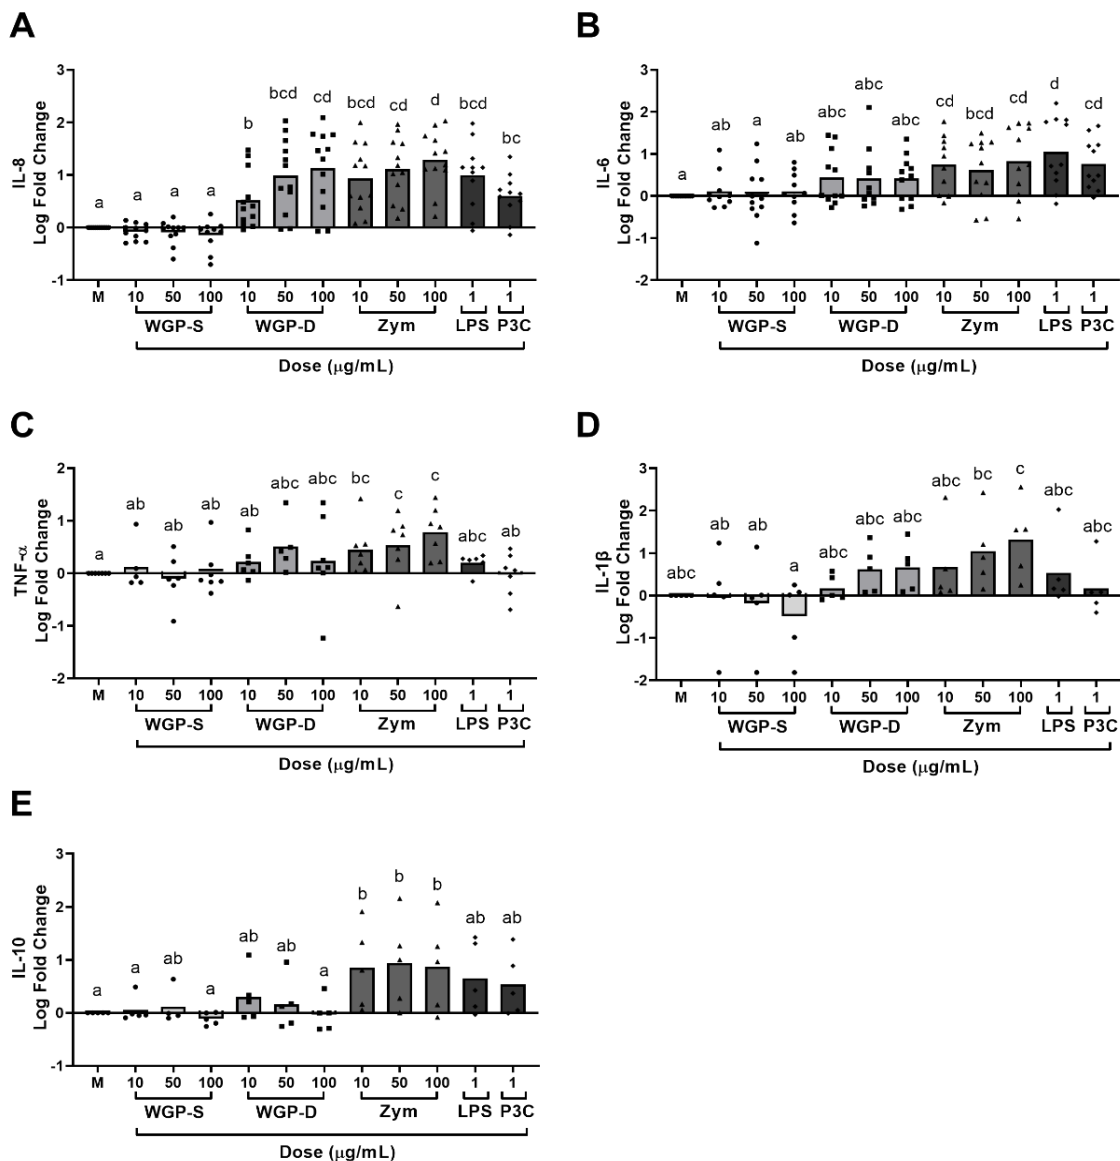 A
IL-8
Log Fold Change
3
2
1
0
-1
a a a a b bcd cd bcd cd d bcd bc
M 10 50 100 10 50 100 10 50 100 1 1
WGP-S WGP-D Zym LPS P3C
Dose (μg/mL)
B
IL-6
Log Fold Change
3
2
1
0
-1
-2
a ab a ab abc abc abc cd bcd cd d cd
M 10 50 100 10 50 100 10 50 100 1 1
WGP-S WGP-D Zym LPS P3C
Dose (μg/mL)
C
TNF-α
Log Fold Change
2
1
0
-1
-2
a ab ab ab ab abc abc bc c c abc ab
M 10 50 100 10 50 100 10 50 100 1 1
WGP-S WGP-D Zym LPS P3C
Dose (μg/mL)
D
IL-1β
Log Fold Change
3
2
1
0
-1
-2
abc ab ab a abc abc abc abc bc c abc abc
M 10 50 100 10 50 100 10 50 100 1 1
WGP-S WGP-D Zym LPS P3C
Dose (μg/mL)
E
IL-10
Log Fold Change
3
2
1
0
-1
a a ab a ab ab a b b b ab ab
M 10 50 100 10 50 100 10 50 100 1 1
WGP-S WGP-D Zym LPS P3C
Dose (μg/mL)